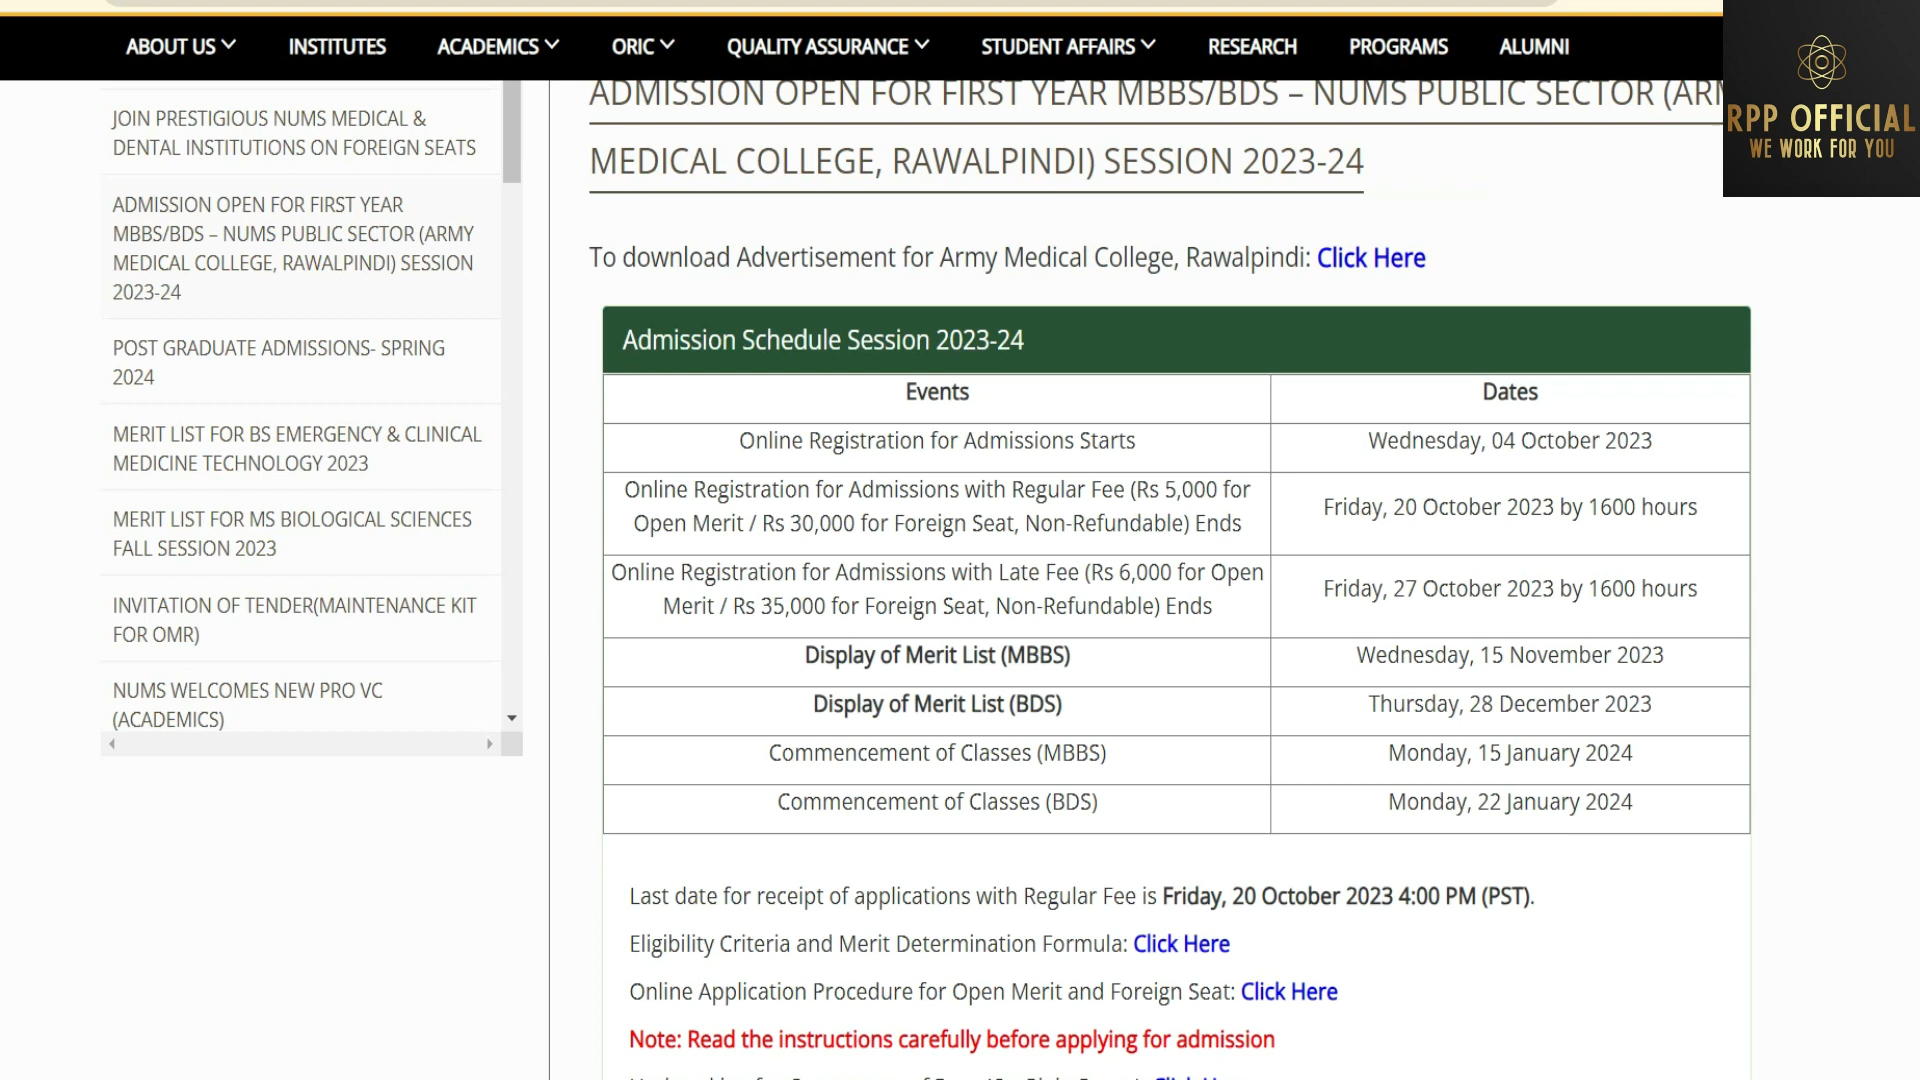 ABOUT US
INSTITUTES
ACADEMICS
ORIC
QUALITY ASSURANCE
STUDENT AFFAIRS
RESEARCH
PROGRAMS
ALUMNI
RPP OFFICIAL
WE WORK FOR YOU
JOIN PRESTIGIOUS NUMS MEDICAL &
DENTAL INSTITUTIONS ON FOREIGN SEATS
ADMISSION OPEN FOR FIRST YEAR
MBBS/BDS – NUMS PUBLIC SECTOR (ARMY
MEDICAL COLLEGE, RAWALPINDI) SESSION
2023-24
POST GRADUATE ADMISSIONS- SPRING
2024
MERIT LIST FOR BS EMERGENCY & CLINICAL
MEDICINE TECHNOLOGY 2023
MERIT LIST FOR MS BIOLOGICAL SCIENCES
FALL SESSION 2023
INVITATION OF TENDER(MAINTENANCE KIT
FOR OMR)
NUMS WELCOMES NEW PRO VC
(ACADEMICS)
ADMISSION OPEN FOR FIRST YEAR MBBS/BDS – NUMS PUBLIC SECTOR
MEDICAL COLLEGE, RAWALPINDI) SESSION 2023-24
To download Advertisement for Army Medical College, Rawalpindi: Click Here
Admission Schedule Session 2023-24
Events Dates
Online Registration for Admissions Starts Wednesday, 04 October 2023
Online Registration for Admissions with Regular Fee (Rs 5,000 for
Open Merit / Rs 30,000 for Foreign Seat, Non-Refundable) Ends
Friday, 20 October 2023 by 1600 hours
Online Registration for Admissions with Late Fee (Rs 6,000 for Open
Merit / Rs 35,000 for Foreign Seat, Non-Refundable) Ends
Friday, 27 October 2023 by 1600 hours
Display of Merit List (MBBS) Wednesday, 15 November 2023
Display of Merit List (BDS) Thursday, 28 December 2023
Commencement of Classes (MBBS) Monday, 15 January 2024
Commencement of Classes (BDS) Monday, 22 January 2024
Last date for receipt of applications with Regular Fee is Friday, 20 October 2023 4:00 PM (PST).
Eligibility Criteria and Merit Determination Formula: Click Here
Online Application Procedure for Open Merit and Foreign Seat: Click Here
Note: Read the instructions carefully before applying for admission